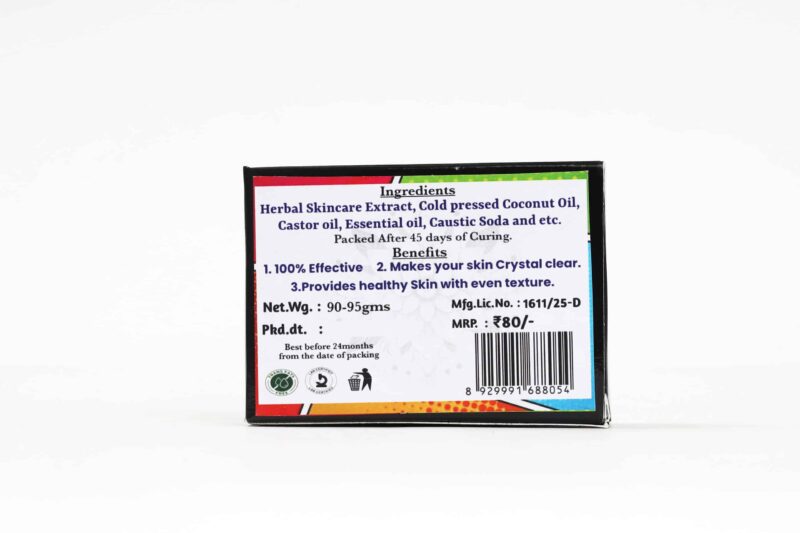 Ingredients
Herbal Skincare Extract, Cold pressed Coconut Oil,
Castor oil, Essential oil, Caustic Soda and etc.
Packed After 45 days of Curing.
Benefits
1. 100% Effective 2. Makes your skin Crystal clear.
3.Provides healthy Skin with even texture.
Net.Wg. : 90-95gms
Pkd.dt. :
Best before 24months
from the date of packing
Mfg.Lic.No. : 1611/25-D
MRP. : ₹80/-
8 929991 688054